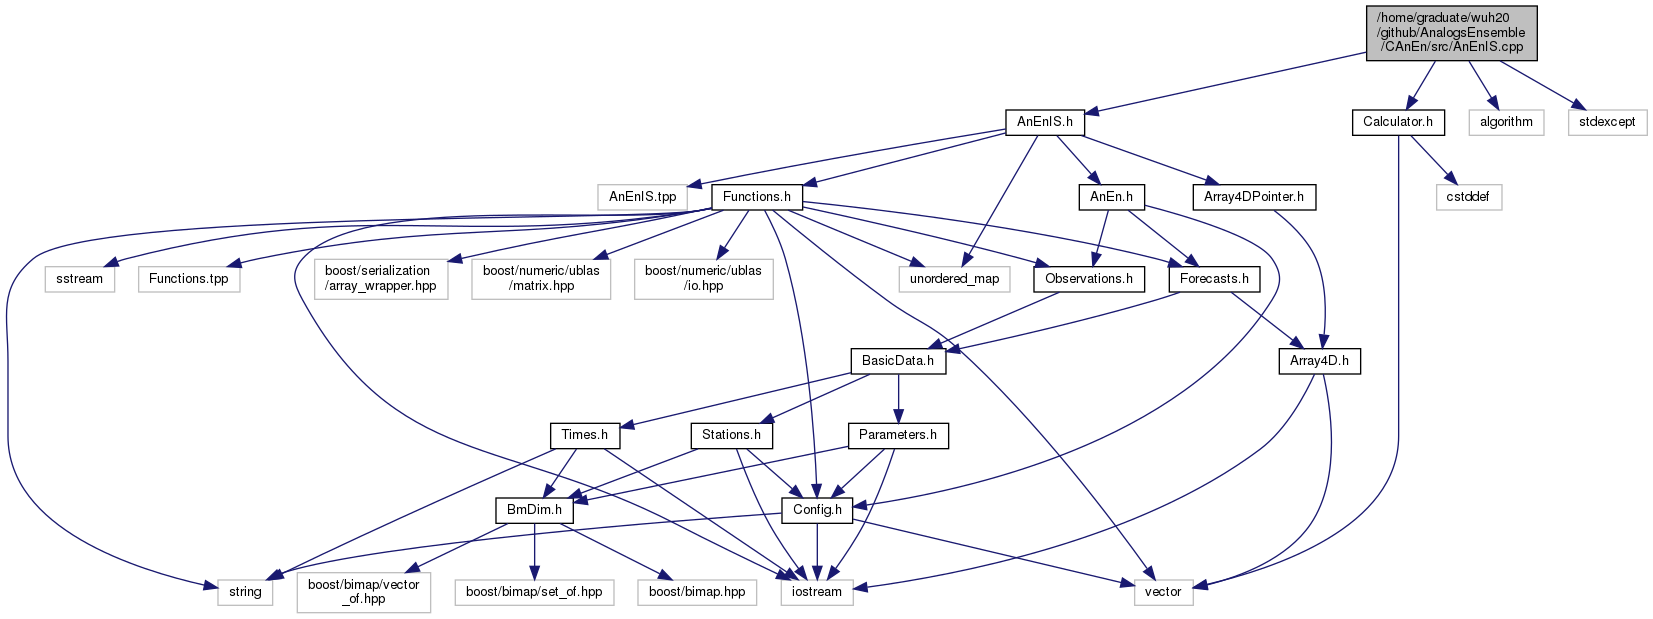 /home/graduate/wuh20
/github/AnalogsEnsemble
/CAnEn/src/AnEnIS.cpp
AnEnIS.h
Calculator.h
algorithm
stdexcept
AnEnIS.tpp
Functions.h
AnEn.h
Array4DPointer.h
cstddef
sstream
Functions.tpp
boost/serialization
/array_wrapper.hpp
boost/numeric/ublas
/matrix.hpp
boost/numeric/ublas
/io.hpp
unordered_map
Observations.h
Forecasts.h
BasicData.h
Array4D.h
Times.h
Stations.h
Parameters.h
BmDim.h
Config.h
string
boost/bimap/vector
_of.hpp
boost/bimap/set_of.hpp
boost/bimap.hpp
iostream
vector